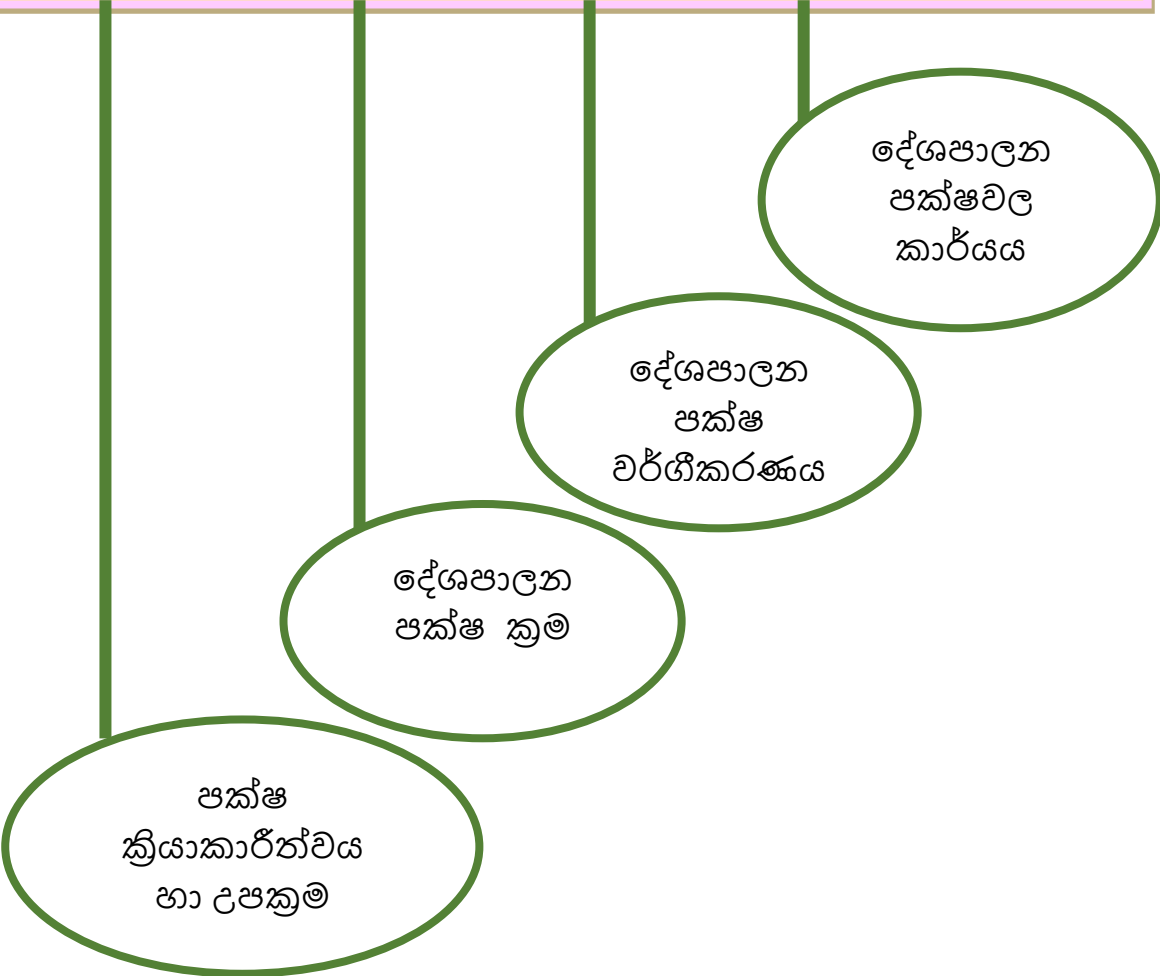 දේශපාලන
පක්ෂවල
කාර්යය
දේශපාලන
පක්ෂ
වර්ගීකරණය
දේශපාලන
පක්ෂ ක්‍රම
පක්ෂ
ක්‍රියාකාරීත්වය
හා උපක්‍රම